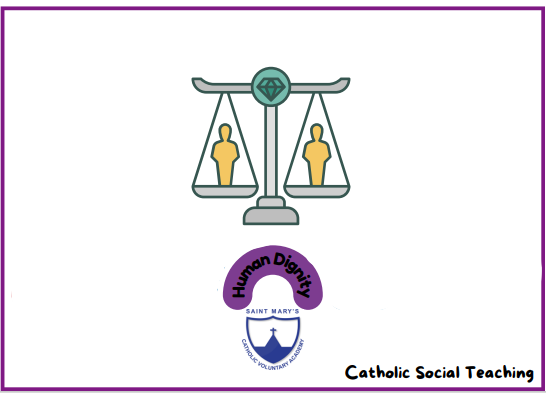 Human Dignity
SAINT MARY'S
CATHOLIC VOLUNTARY ACADEMY
Catholic Social Teaching